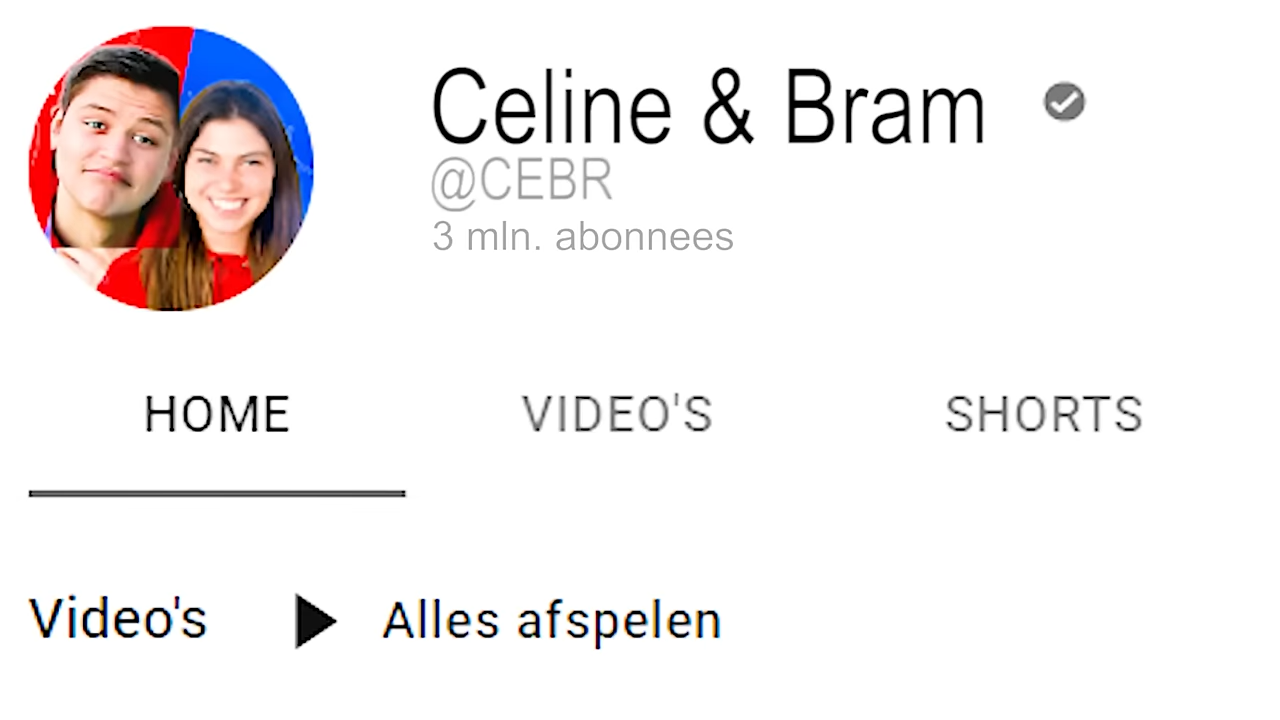 Celine & Bram
@CEBR
3 mln. abonnees
HOME VIDEO'S SHORTS
Video's Alles afspelen